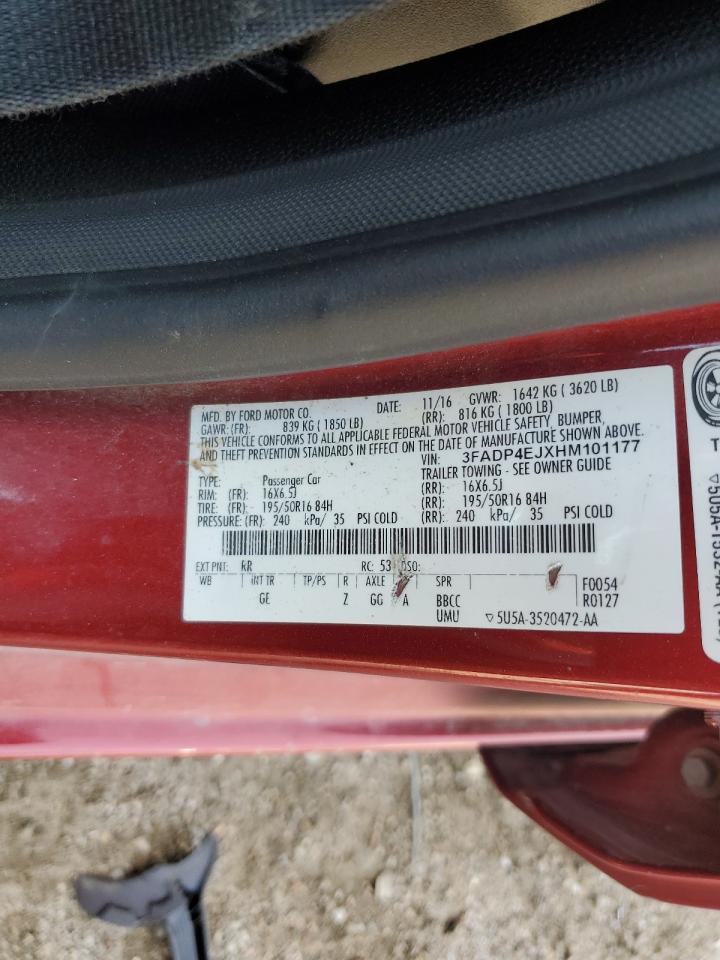 MFD. BY FORD MOTOR CO. DATE: 11/16 GVWR: 1642 KG ( 3620 LB)
GAWR: (FR): 839 KG ( 1850 LB) (RR): 816 KG ( 1800 LB)
THIS VEHICLE CONFORMS TO ALL APPLICABLE FEDERAL MOTOR VEHICLE SAFETY, BUMPER,
AND THEFT PREVENTION STANDARDS IN EFFECT ON THE DATE OF MANUFACTURE SHOWN ABOVE.
VIN: 3FADP4EJXHM101177
TYPE: Passenger Car TRAILER TOWING - SEE OWNER GUIDE
RIM: (FR): 16X6.5J (RR): 16X6.5J
TIRE: (FR): 195/50R16 84H (RR): 195/50R16 84H
PRESSURE: (FR): 240 kPa/ 35 PSI COLD (RR): 240 kPa/ 35 PSI COLD
EXT PNT: RR RC: 53 DSO:
WB INT TR TP/PS R AXLE SPR F0054
GE Z GG A BBCC R0127
UMU ▽5U5A-3520472-AA